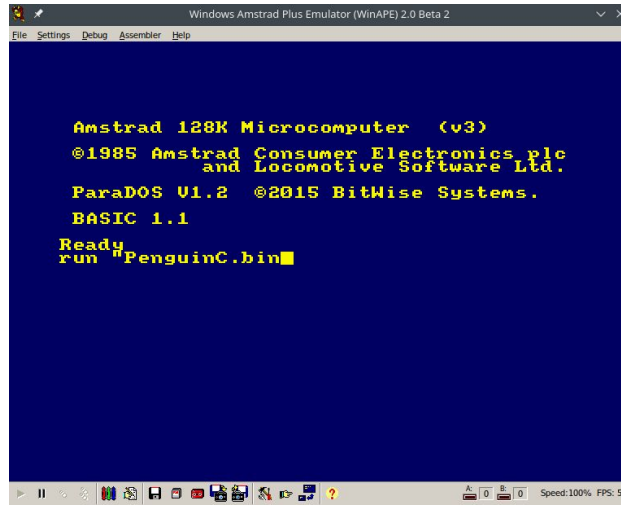 Windows Amstrad Plus Emulator (WinAPE) 2.0 Beta 2
File Settings Debug Assembler Help
Amstrad 128K Microcomputer (v3)
©1985 Amstrad Consumer Electronics plc
and Locomotive Software Ltd.
ParaDOS V1.2 ©2015 BitWise Systems.
BASIC 1.1
Ready
run "PenguinC.bin
A: 0 B: 0 Speed:100% FPS: 5